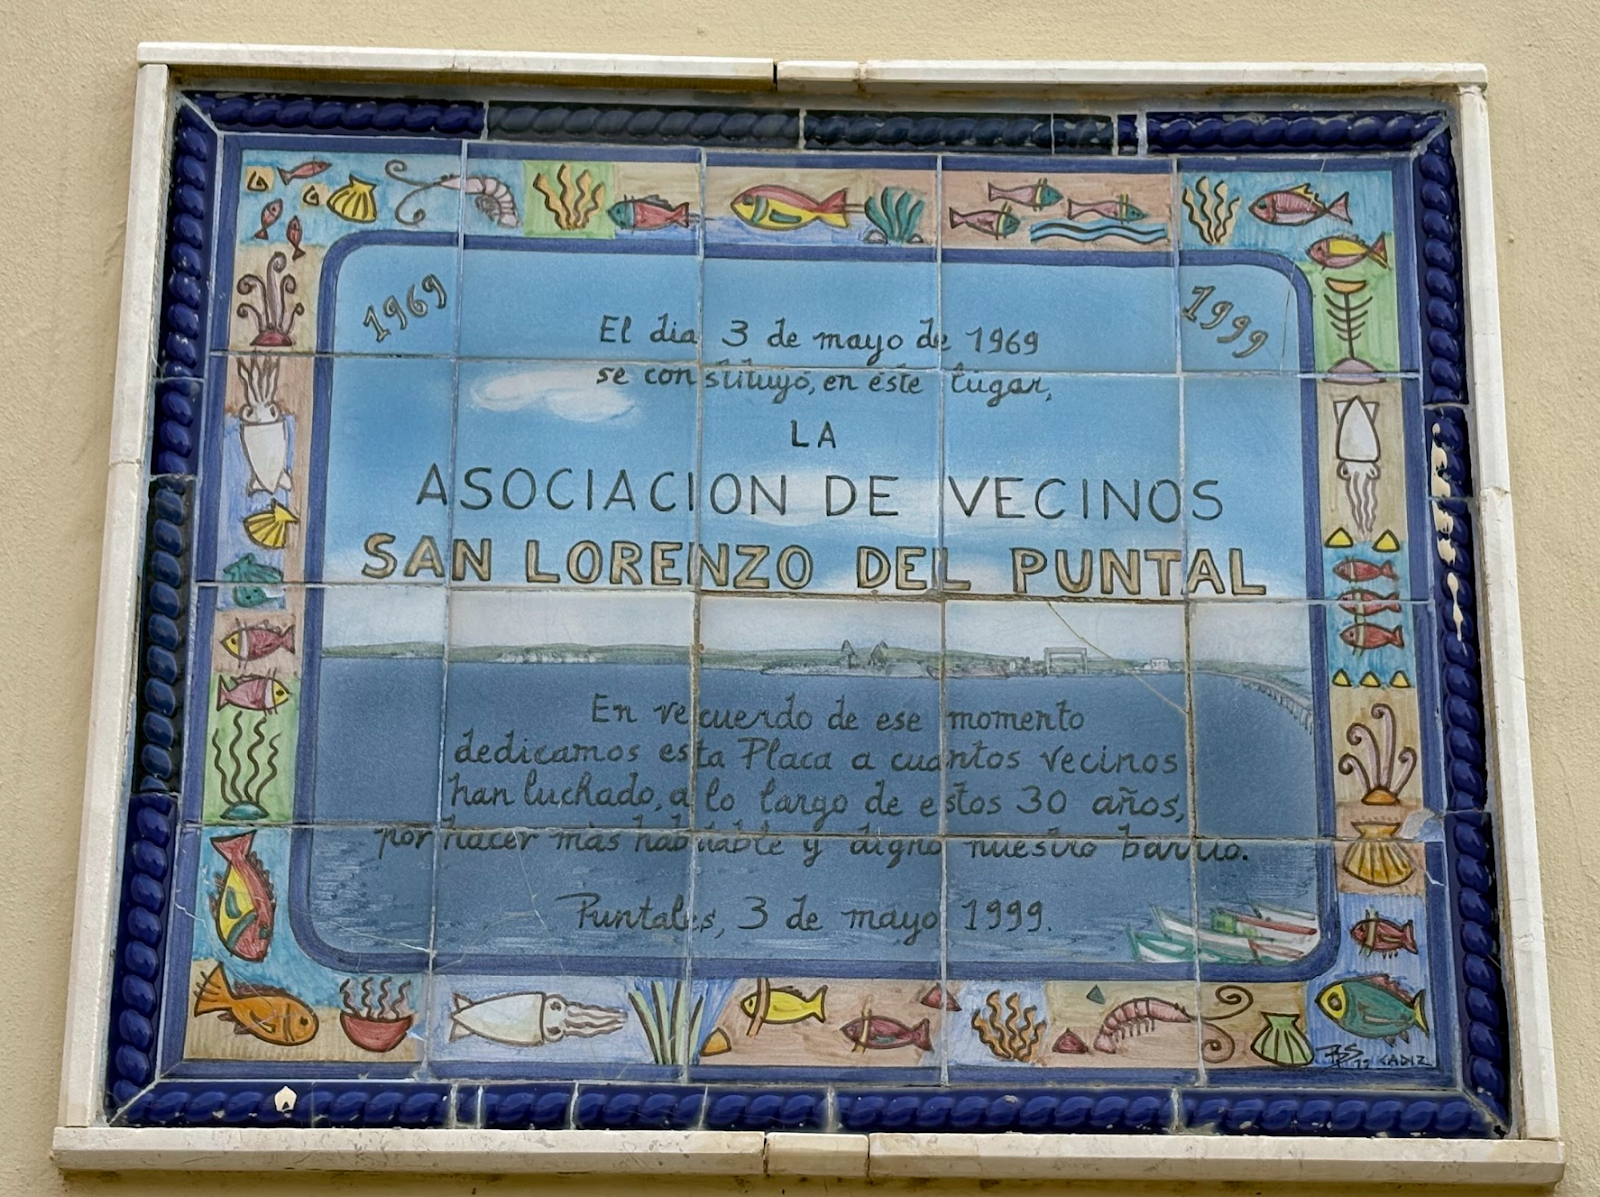 1969
1999
El dia 3 de mayo de 1969
se constituyó, en este lugar,
LA
ASOCIACION DE VECINOS
SAN LORENZO DEL PUNTAL
En recuerdo de ese momento
dedicamos esta Placa a cuantos vecinos
han luchado, a lo largo de estos 30 años,
por hacer más habitable y digno nuestro barrio.
Puntales, 3 de mayo 1999.
CADIZ